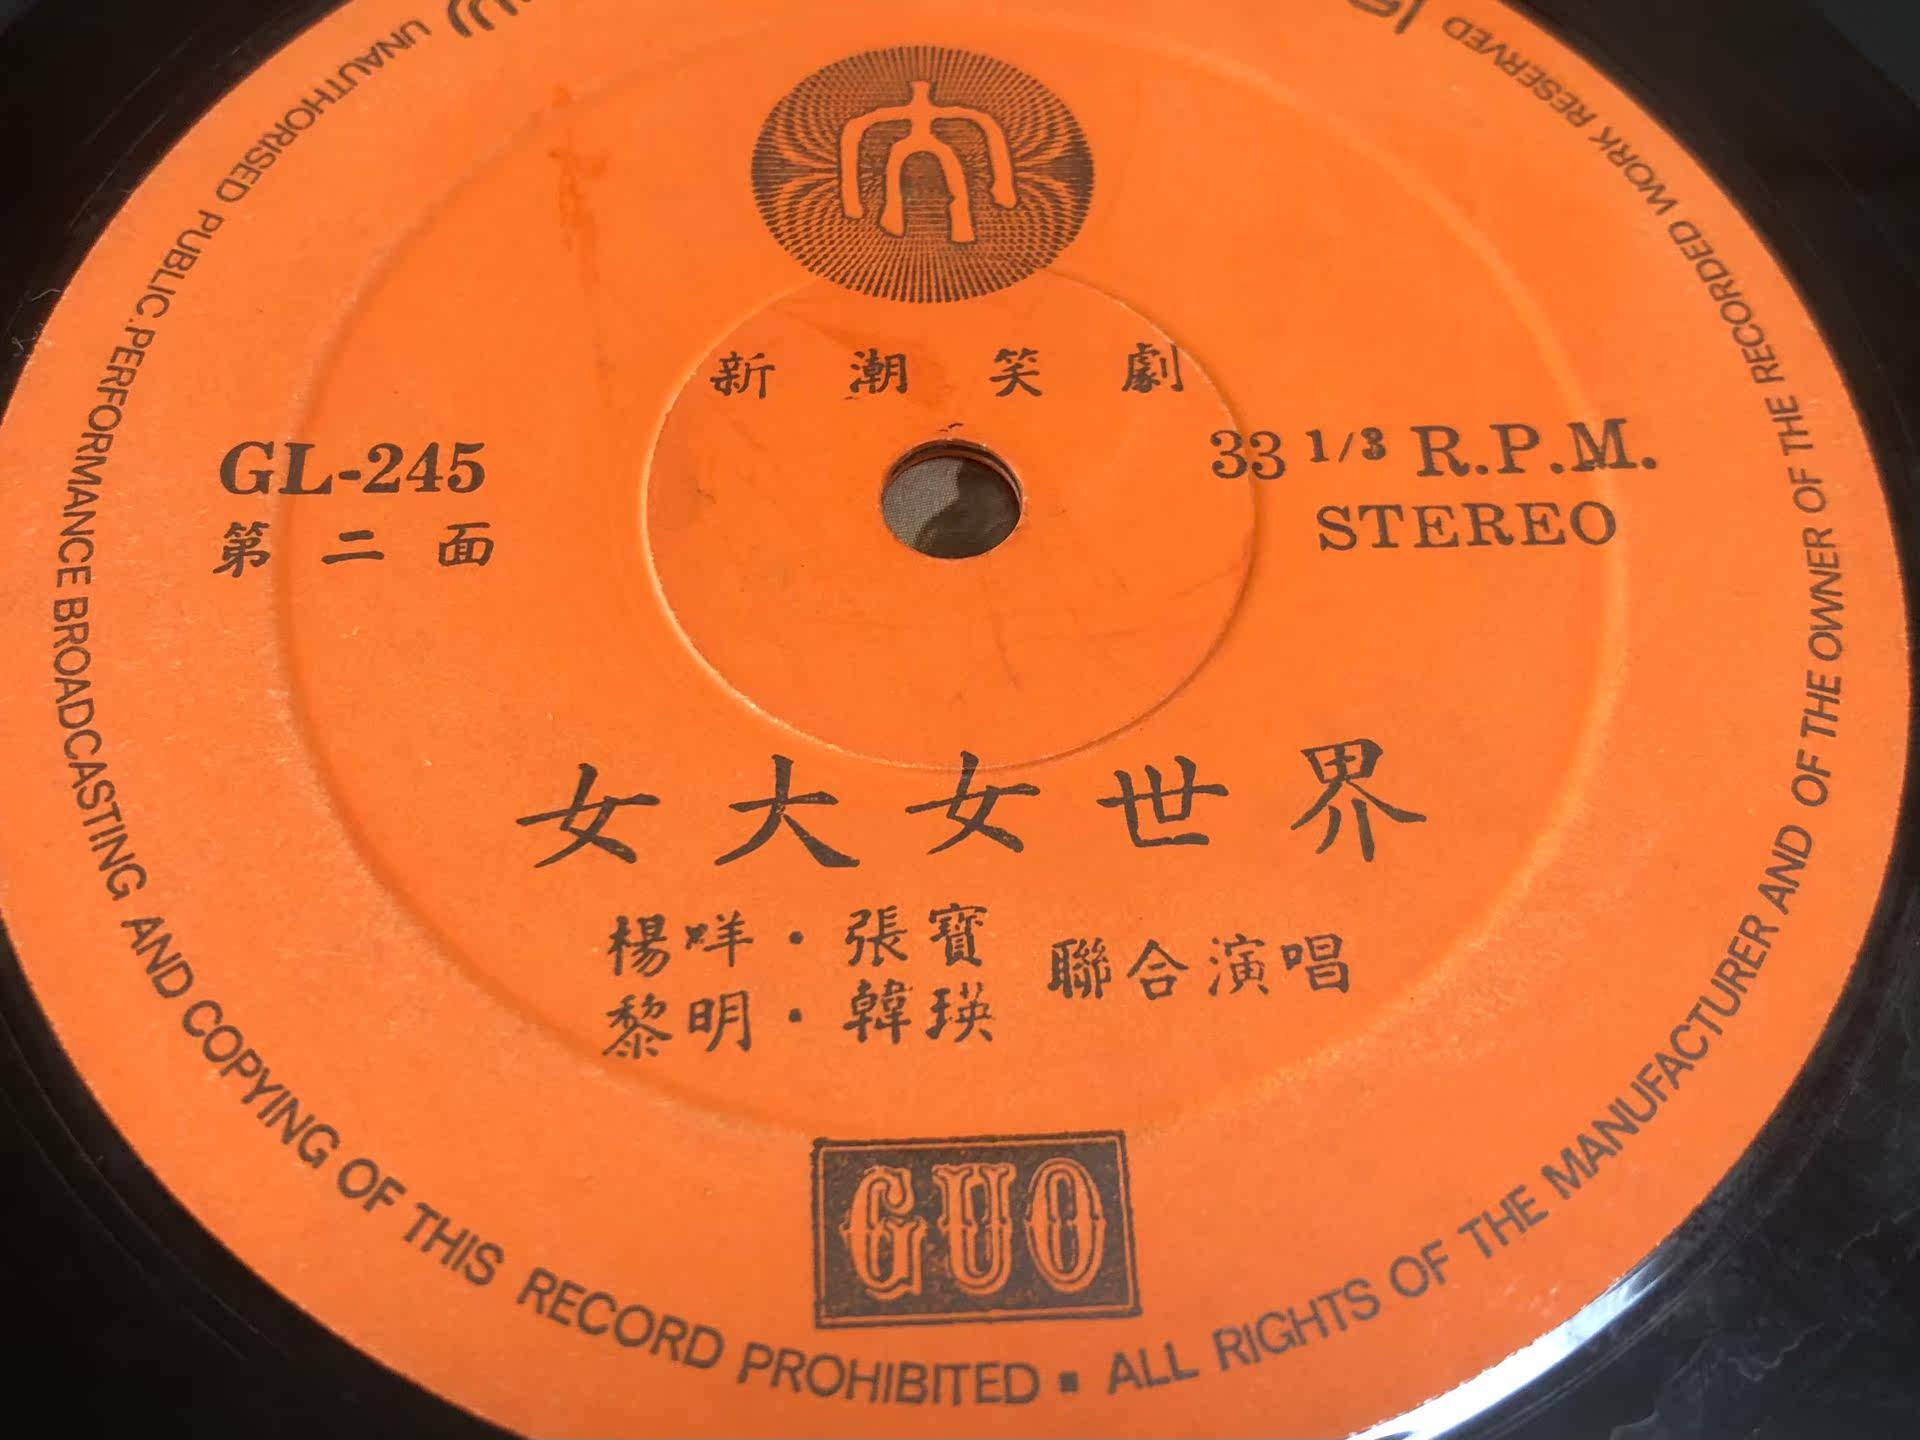 新潮笑劇
GL-245
第二面
33 1/3 R.P.M.
STEREO
女大女世界
楊咩·張寶
黎明·韓瑛
聯合演唱
GUO
UNAUTHORISED PUBLIC.PERFORMANCE BROADCASTING AND COPYING OF THIS RECORD PROHIBITED ▪ ALL RIGHTS OF THE MANUFACTURER AND OF THE OWNER OF THE RECORDED WORK RESERVED